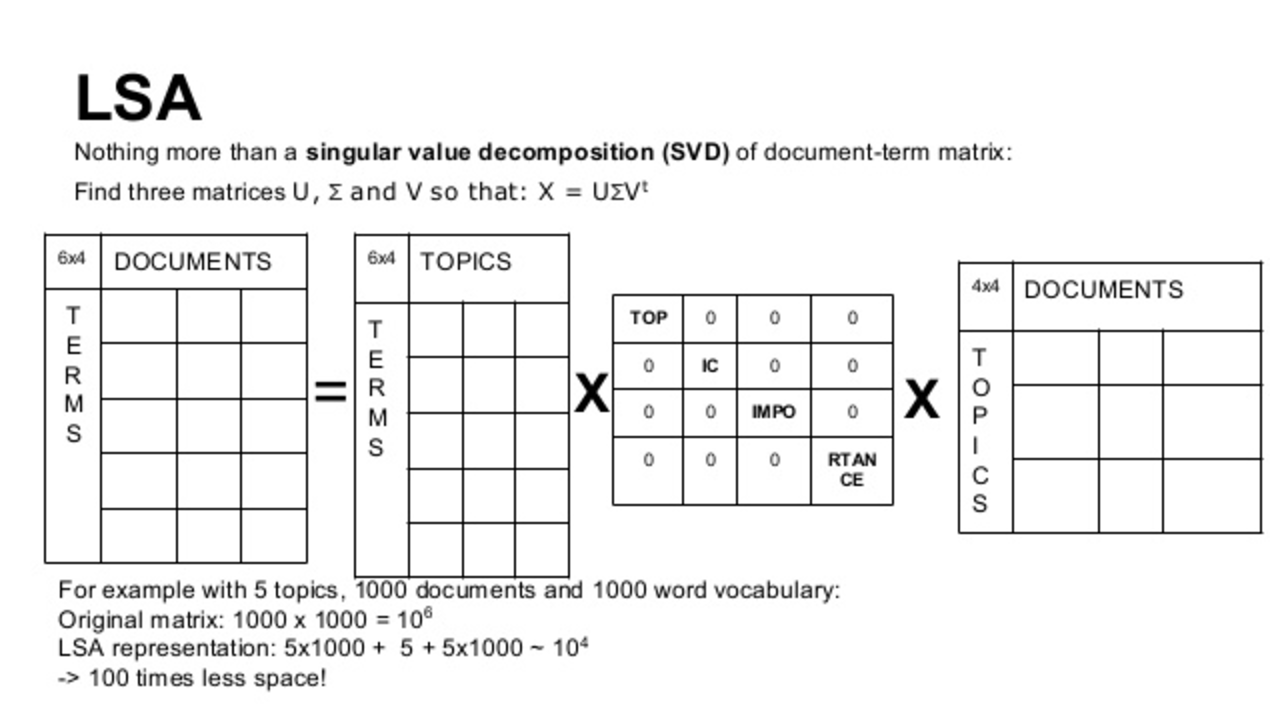 LSA
Nothing more than a singular value decomposition (SVD) of document-term matrix:
Find three matrices U, Σ and V so that: X = UΣVᵗ
6x4 DOCUMENTS
T
E
R
M
S
=
6x4 TOPICS
T
E
R
M
S
X
TOP 0 0 0
0 IC 0 0
0 0 IMPO 0
0 0 0 RTAN
CE
X
4x4 DOCUMENTS
T
O
P
I
C
S
For example with 5 topics, 1000 documents and 1000 word vocabulary:
Original matrix: 1000 x 1000 = 10⁶
LSA representation: 5x1000 + 5 + 5x1000 ~ 10⁴
-> 100 times less space!